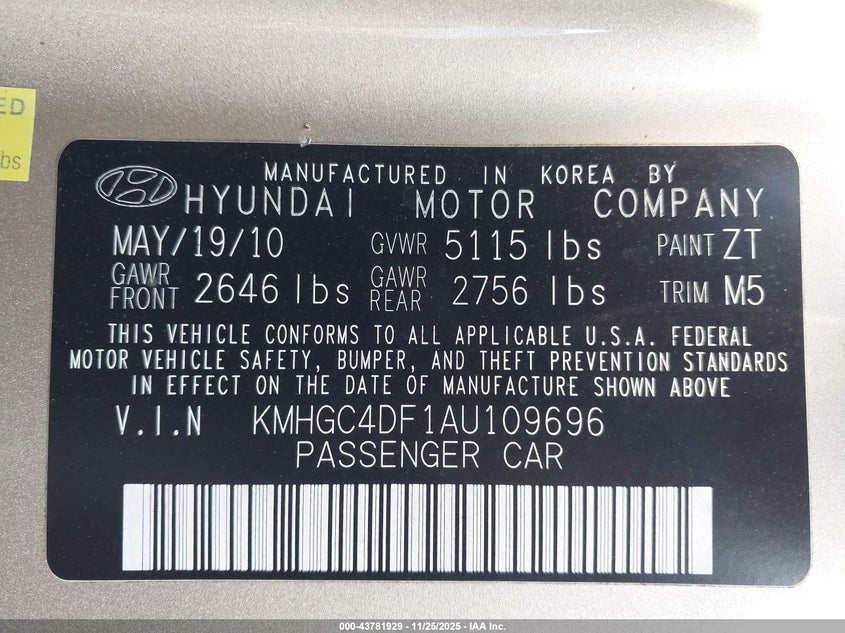 ED
lbs
MANUFACTURED IN KOREA BY
HYUNDAI MOTOR COMPANY
MAY/19/10 GVWR 5115 lbs PAINT ZT
GAWR FRONT 2646 lbs GAWR REAR 2756 lbs TRIM M5
THIS VEHICLE CONFORMS TO ALL APPLICABLE U.S.A. FEDERAL
MOTOR VEHICLE SAFETY, BUMPER, AND THEFT PREVENTION STANDARDS
IN EFFECT ON THE DATE OF MANUFACTURE SHOWN ABOVE
V.I.N KMHGC4DF1AU109696
PASSENGER CAR
000-43781929 - 11/25/2025 - IAA Inc.